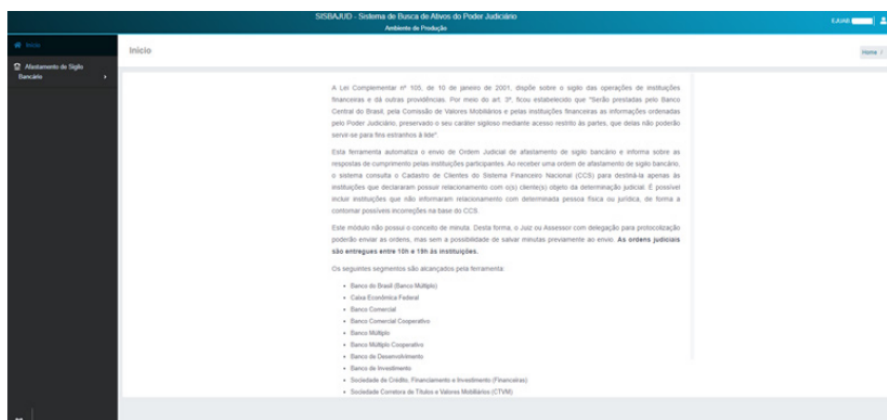 SISBAJUD - Sistema de Busca de Ativos do Poder Judiciário
Ambiente de Produção
EJUAB
Início
Início
Home /
Afastamento de Sigilo
Bancário
A Lei Complementar nº 105, de 10 de janeiro de 2001, dispõe sobre o sigilo das operações de instituições
financeiras e dá outras providências. Por meio do art. 3º, ficou estabelecido que "Serão prestadas pelo Banco
Central do Brasil, pela Comissão de Valores Mobiliários e pelas instituições financeiras as informações ordenadas
pelo Poder Judiciário, preservado o seu caráter sigiloso mediante acesso restrito às partes, que delas não poderão
servir-se para fins estranhos à lide".
Esta ferramenta automatiza o envio de Ordem Judicial de afastamento de sigilo bancário e informa sobre as
respostas de cumprimento pelas instituições participantes. Ao receber uma ordem de afastamento de sigilo bancário,
o sistema consulta o Cadastro de Clientes do Sistema Financeiro Nacional (CCS) para destiná-la apenas às
instituições que declararam possuir relacionamento com o(s) cliente(s) objeto da determinação judicial. É possível
incluir instituições que não informaram relacionamento com determinada pessoa física ou jurídica, de forma a
contornar possíveis incorreções na base do CCS.
Este módulo não possui o conceito de minuta. Desta forma, o Juiz ou Assessor com delegação para protocolização
poderão enviar as ordens, mas sem a possibilidade de salvar minutas previamente ao envio. As ordens judiciais
são entregues entre 10h e 19h às instituições.
Os seguintes segmentos são alcançados pela ferramenta:
• Banco do Brasil (Banco Múltiplo)
• Caixa Econômica Federal
• Banco Comercial
• Banco Comercial Cooperativo
• Banco Múltiplo
• Banco Múltiplo Cooperativo
• Banco de Desenvolvimento
• Banco de Investimento
• Sociedade de Crédito, Financiamento e Investimento (Financeiras)
• Sociedade Corretora de Títulos e Valores Mobiliários (CTVM)